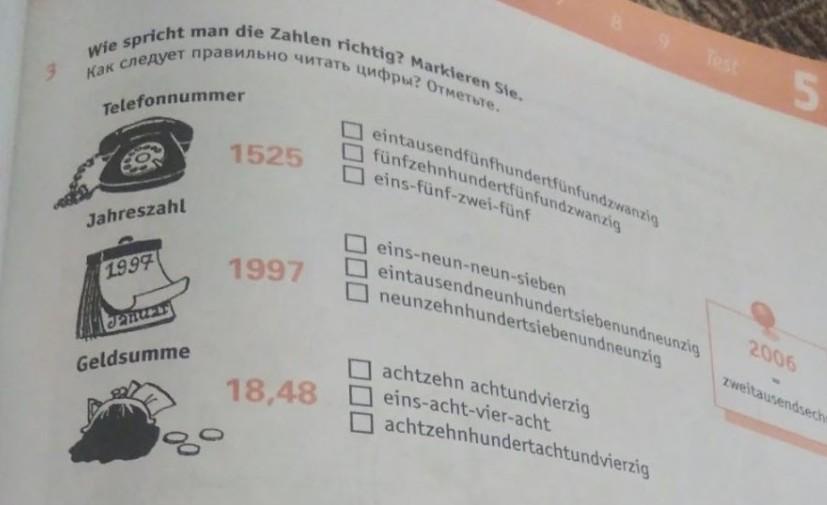 7 8 9 Test 5
3 Wie spricht man die Zahlen richtig? Markieren Sie.
Как следует правильно читать цифры? Отметьте.
Telefonnummer
1525
eintausendfünfhundertfünfundzwanzig
fünfzehnhundertfünfundzwanzig
eins-fünf-zwei-fünf
Jahreszahl
1997
Januar
1997
eins-neun-neun-sieben
eintausendneunhundertsiebenundneunzig
neunzehnhundertsiebenundneunzig
2006
=
zweitausendsech
Geldsumme
18,48
achtzehn achtundvierzig
eins-acht-vier-acht
achtzehnhundertachtundvierzig